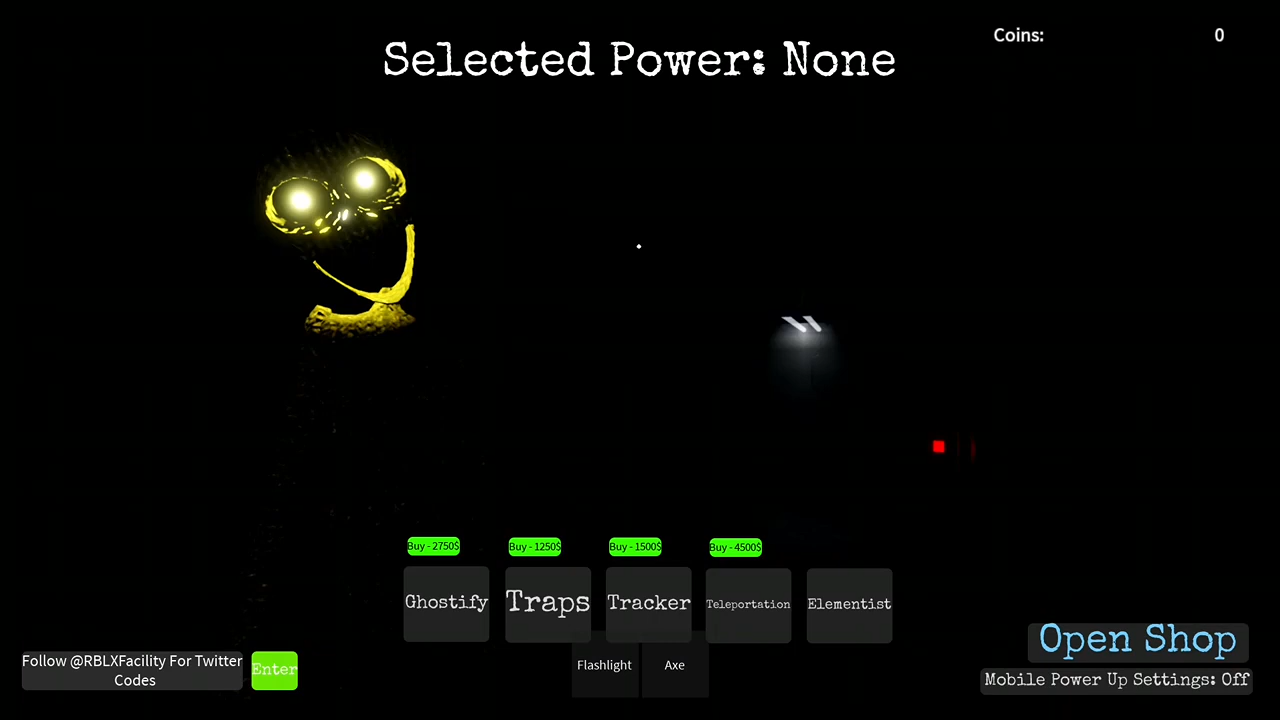 Coins: 0
Selected Power: None
Buy - 2750$
Buy - 1250$
Buy - 1500$
Buy - 4500$
Ghostify
Traps
Tracker
Teleportation
Elementist
Follow @RBLXFacility For Twitter
Codes
Enter
Flashlight
Axe
Open Shop
Mobile Power Up Settings: Off